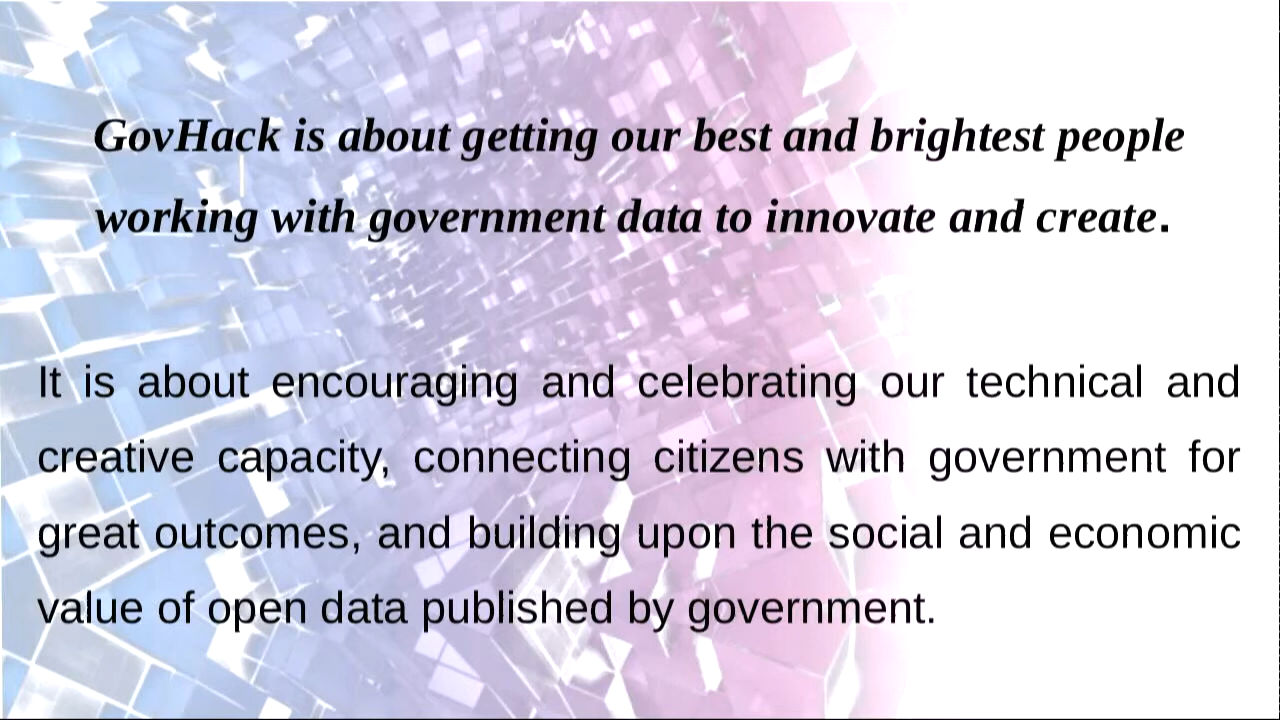 GovHack is about getting our best and brightest people
working with government data to innovate and create.
It is about encouraging and celebrating our technical and
creative capacity, connecting citizens with government for
great outcomes, and building upon the social and economic
value of open data published by government.